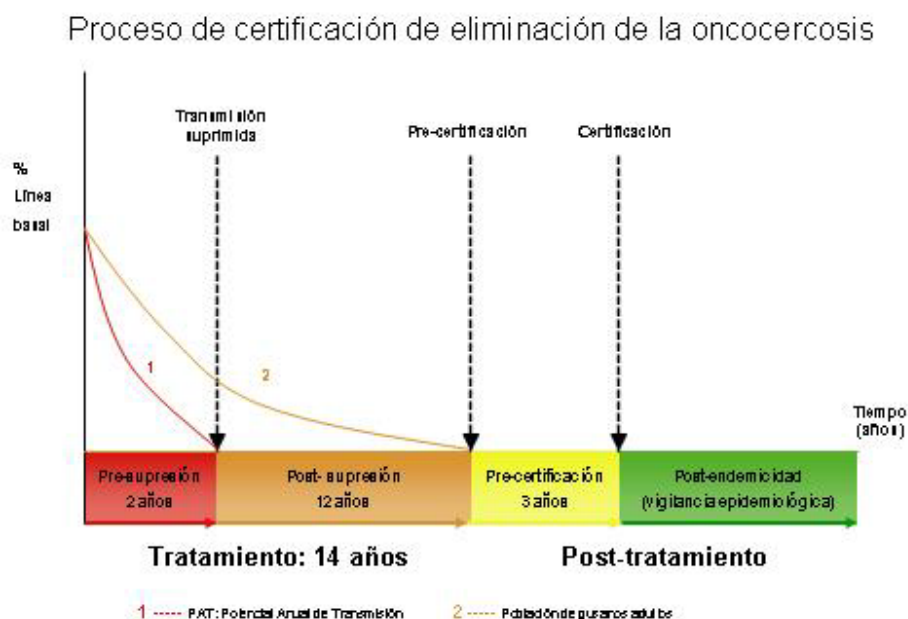 Proceso de certificación de eliminación de la oncocercosis
Transmisión
suprimida
Pre-certificación
Certificación
%
Línea
basal
1
2
Tiempo
(años)
Pre-supresión
2 años
Post- supresión
12 años
Pre-certificación
3 años
Post-endemicidad
(vigilancia epidemiológica)
Tratamiento: 14 años
Post-tratamiento
1 ----- PAT: Potencial Anual de Transmisión
2 ----- Población de gusanos adultos